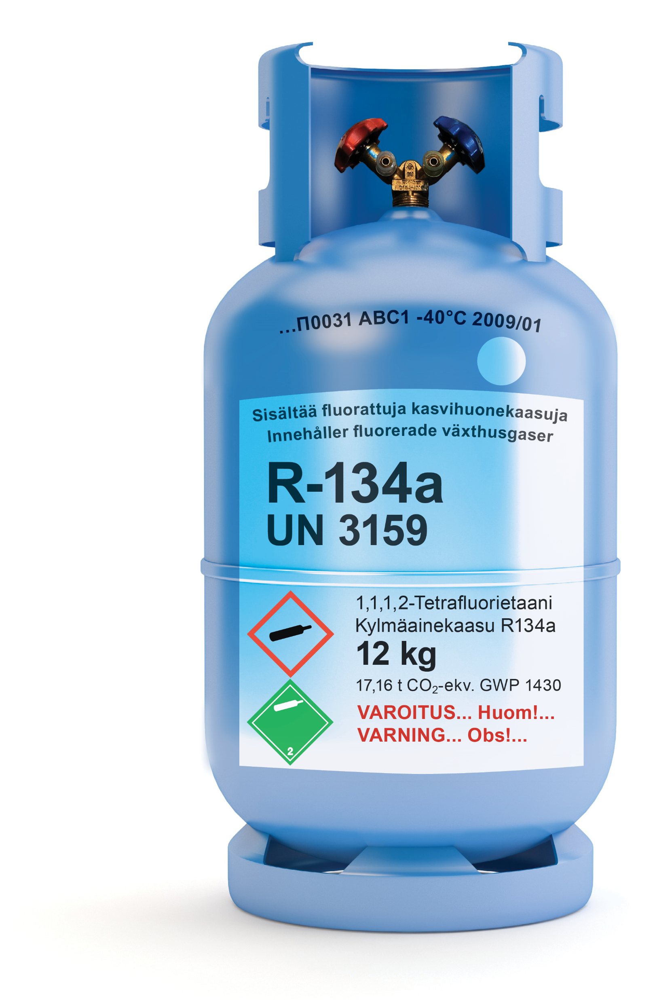 ...П0031 ABC1 -40°C 2009/01
Sisältää fluorattuja kasvihuonekaasuja
Innehåller fluorerade växthusgaser
R-134a
UN 3159
1,1,1,2-Tetrafluorietaani
Kylmäainekaasu R134a
12 kg
17,16 t CO₂-ekv. GWP 1430
VAROITUS... Huom!...
VARNING... Obs!...
2